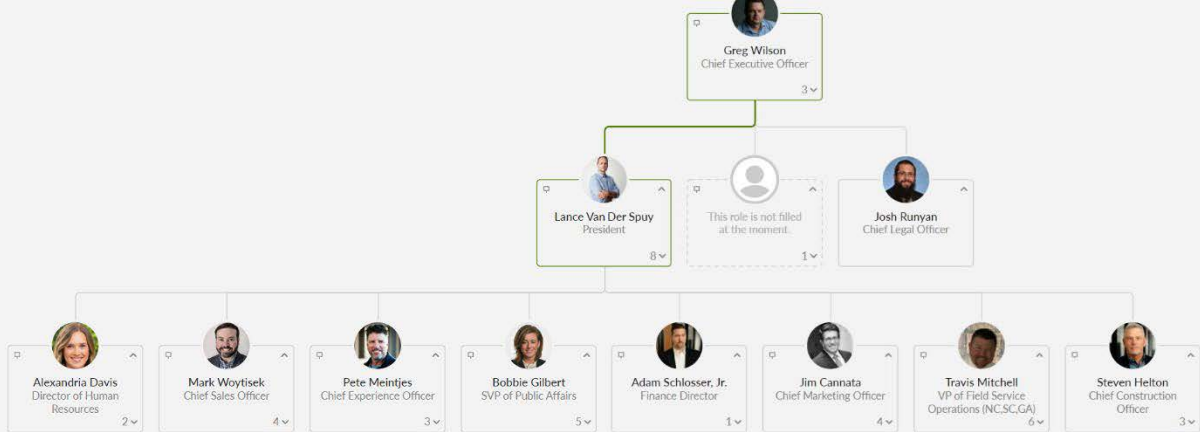 Greg Wilson
Chief Executive Officer
3
Lance Van Der Spuy
President
8
This role is not filled
at the moment
1
Josh Runyan
Chief Legal Officer
Alexandria Davis
Director of Human
Resources
2
Mark Woytisek
Chief Sales Officer
4
Pete Meintjes
Chief Experience Officer
3
Bobbie Gilbert
SVP of Public Affairs
5
Adam Schlosser, Jr.
Finance Director
1
Jim Cannata
Chief Marketing Officer
4
Travis Mitchell
VP of Field Service
Operations (NC,SC,GA)
6
Steven Helton
Chief Construction
Officer
3